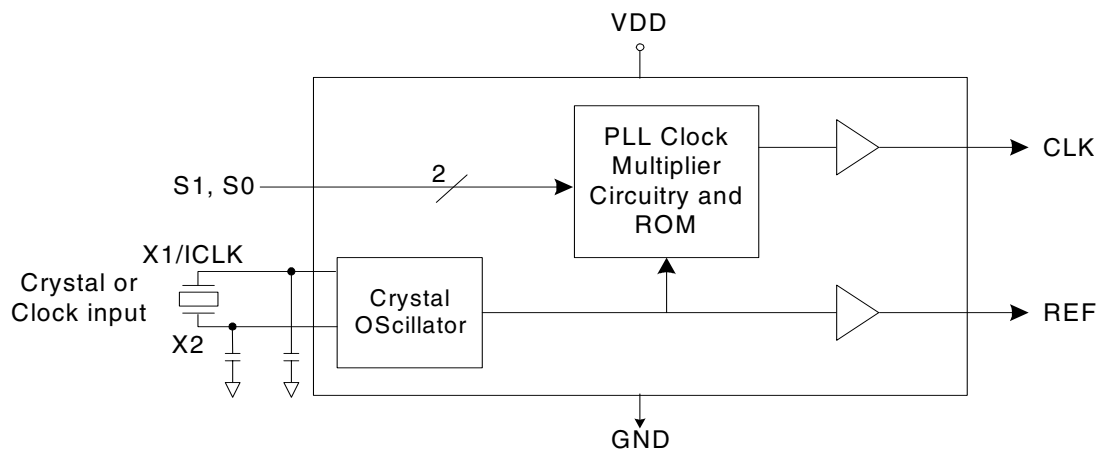 VDD
PLL Clock
Multiplier
Circuitry and
ROM
CLK
2
S1, S0
X1/ICLK
Crystal or
Clock input
X2
Crystal
OScillator
REF
GND